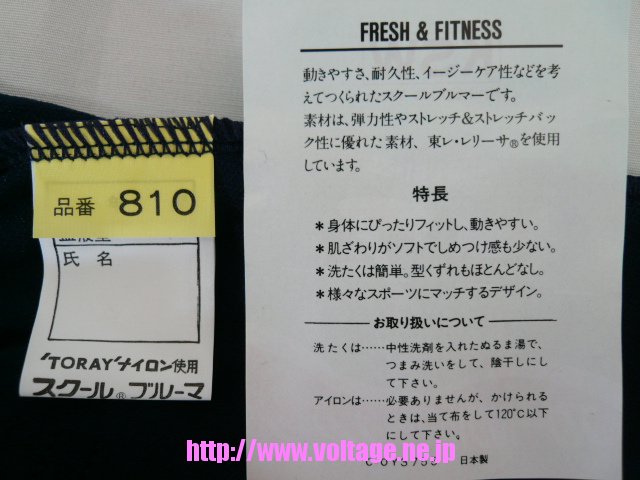 FRESH & FITNESS
動きやすさ、耐久性、イージーケア性などを考
えてつくられたスクールブルマーです。
素材は、弾力性やストレッチ&ストレッチバック
性に優れた素材、東レ・レリーサ®を使用
しています。
特長
*身体にぴったりフィットし、動きやすい。
*肌ざわりがソフトでしめつけ感も少ない。
*洗たくは簡単。型くずれもほとんどなし。
*様々なスポーツにマッチするデザイン。
お取り扱いについて
洗たくは……中性洗剤を入れたぬるま湯で、
つまみ洗いをして、陰干しにし
て下さい。
アイロンは……必要ありませんが、かけられる
ときは、当て布をして120℃以下
にして下さい。
日本製
品番 810
氏名
"TORAY"ナイロン使用
スクール®ブルーマ
http://www.voltage.ne.jp